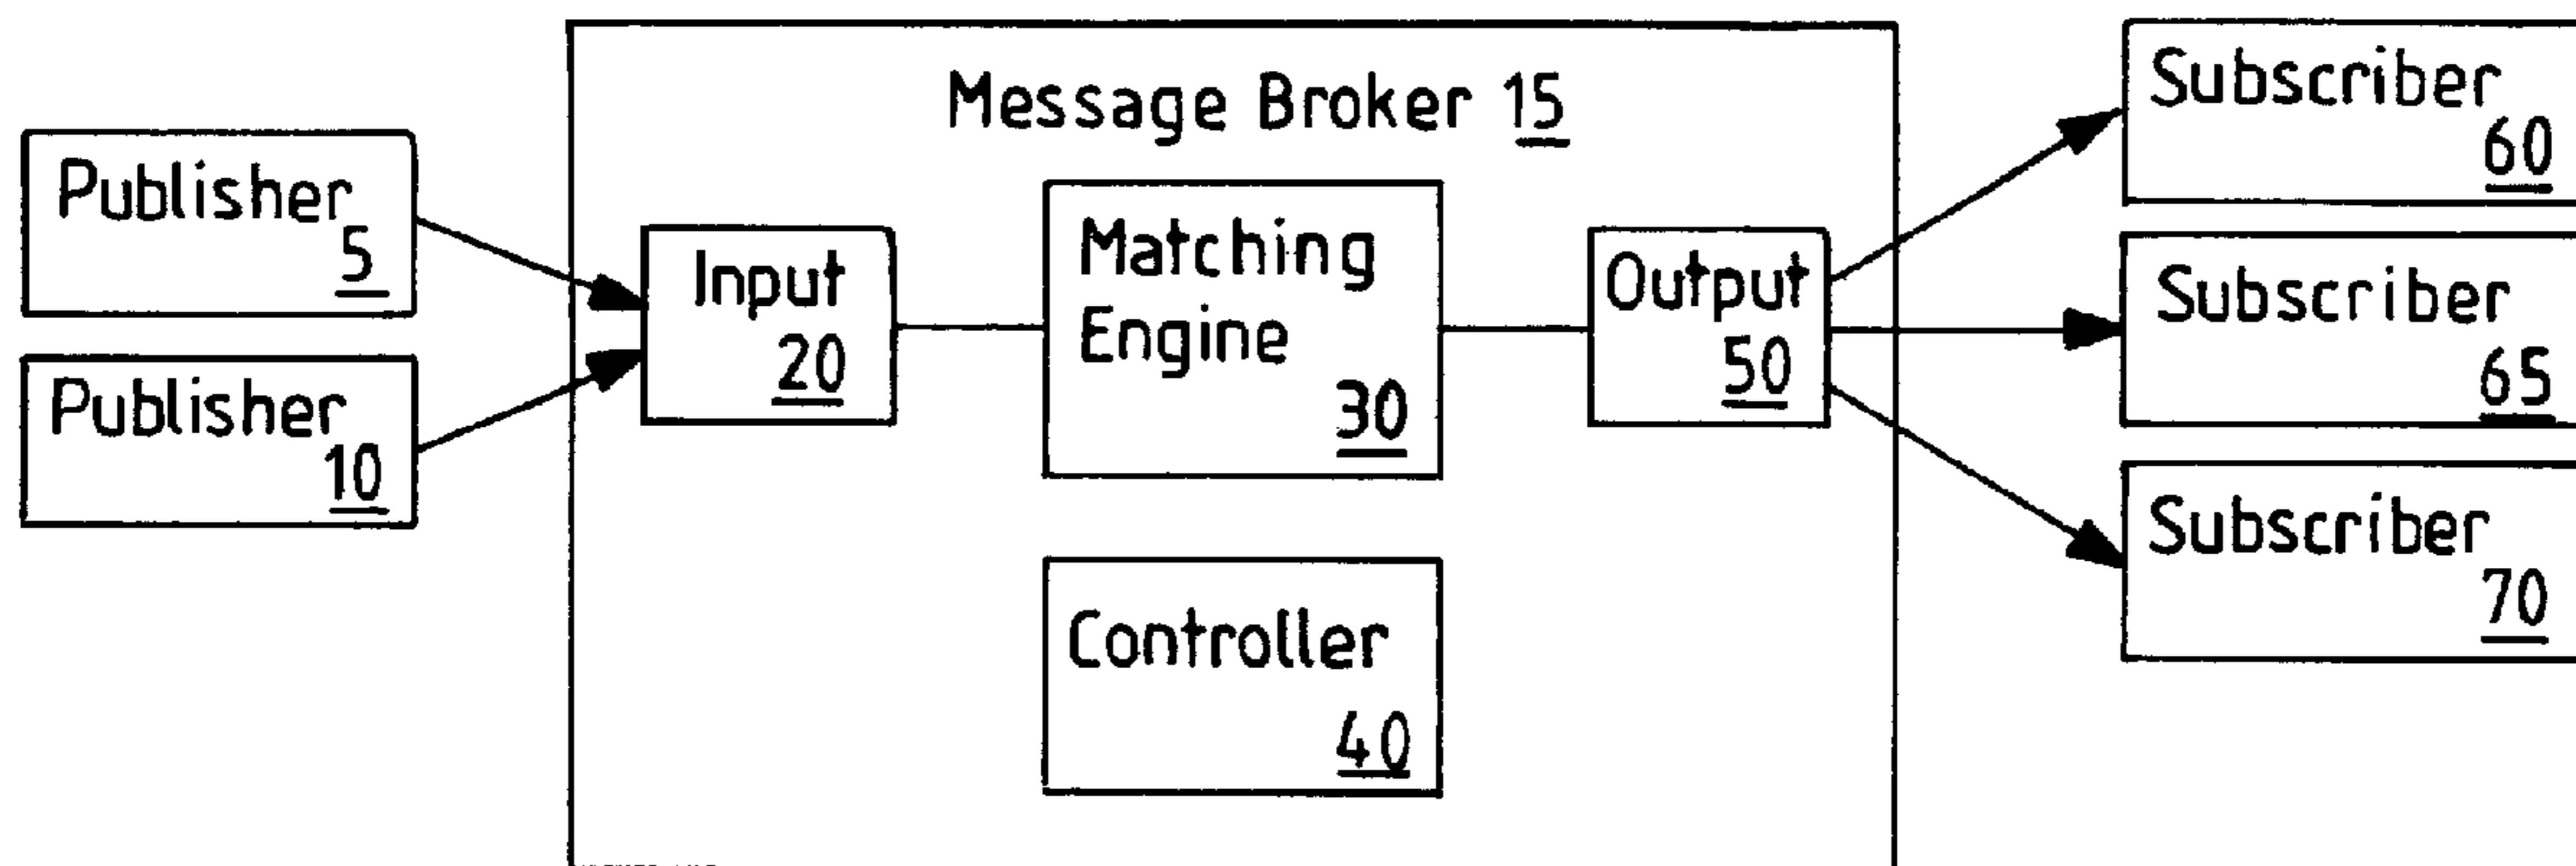 Message Broker 15
Publisher
5
Publisher
10
Input
20
Matching
Engine
30
Controller
40
Output
50
Subscriber
60
Subscriber
65
Subscriber
70